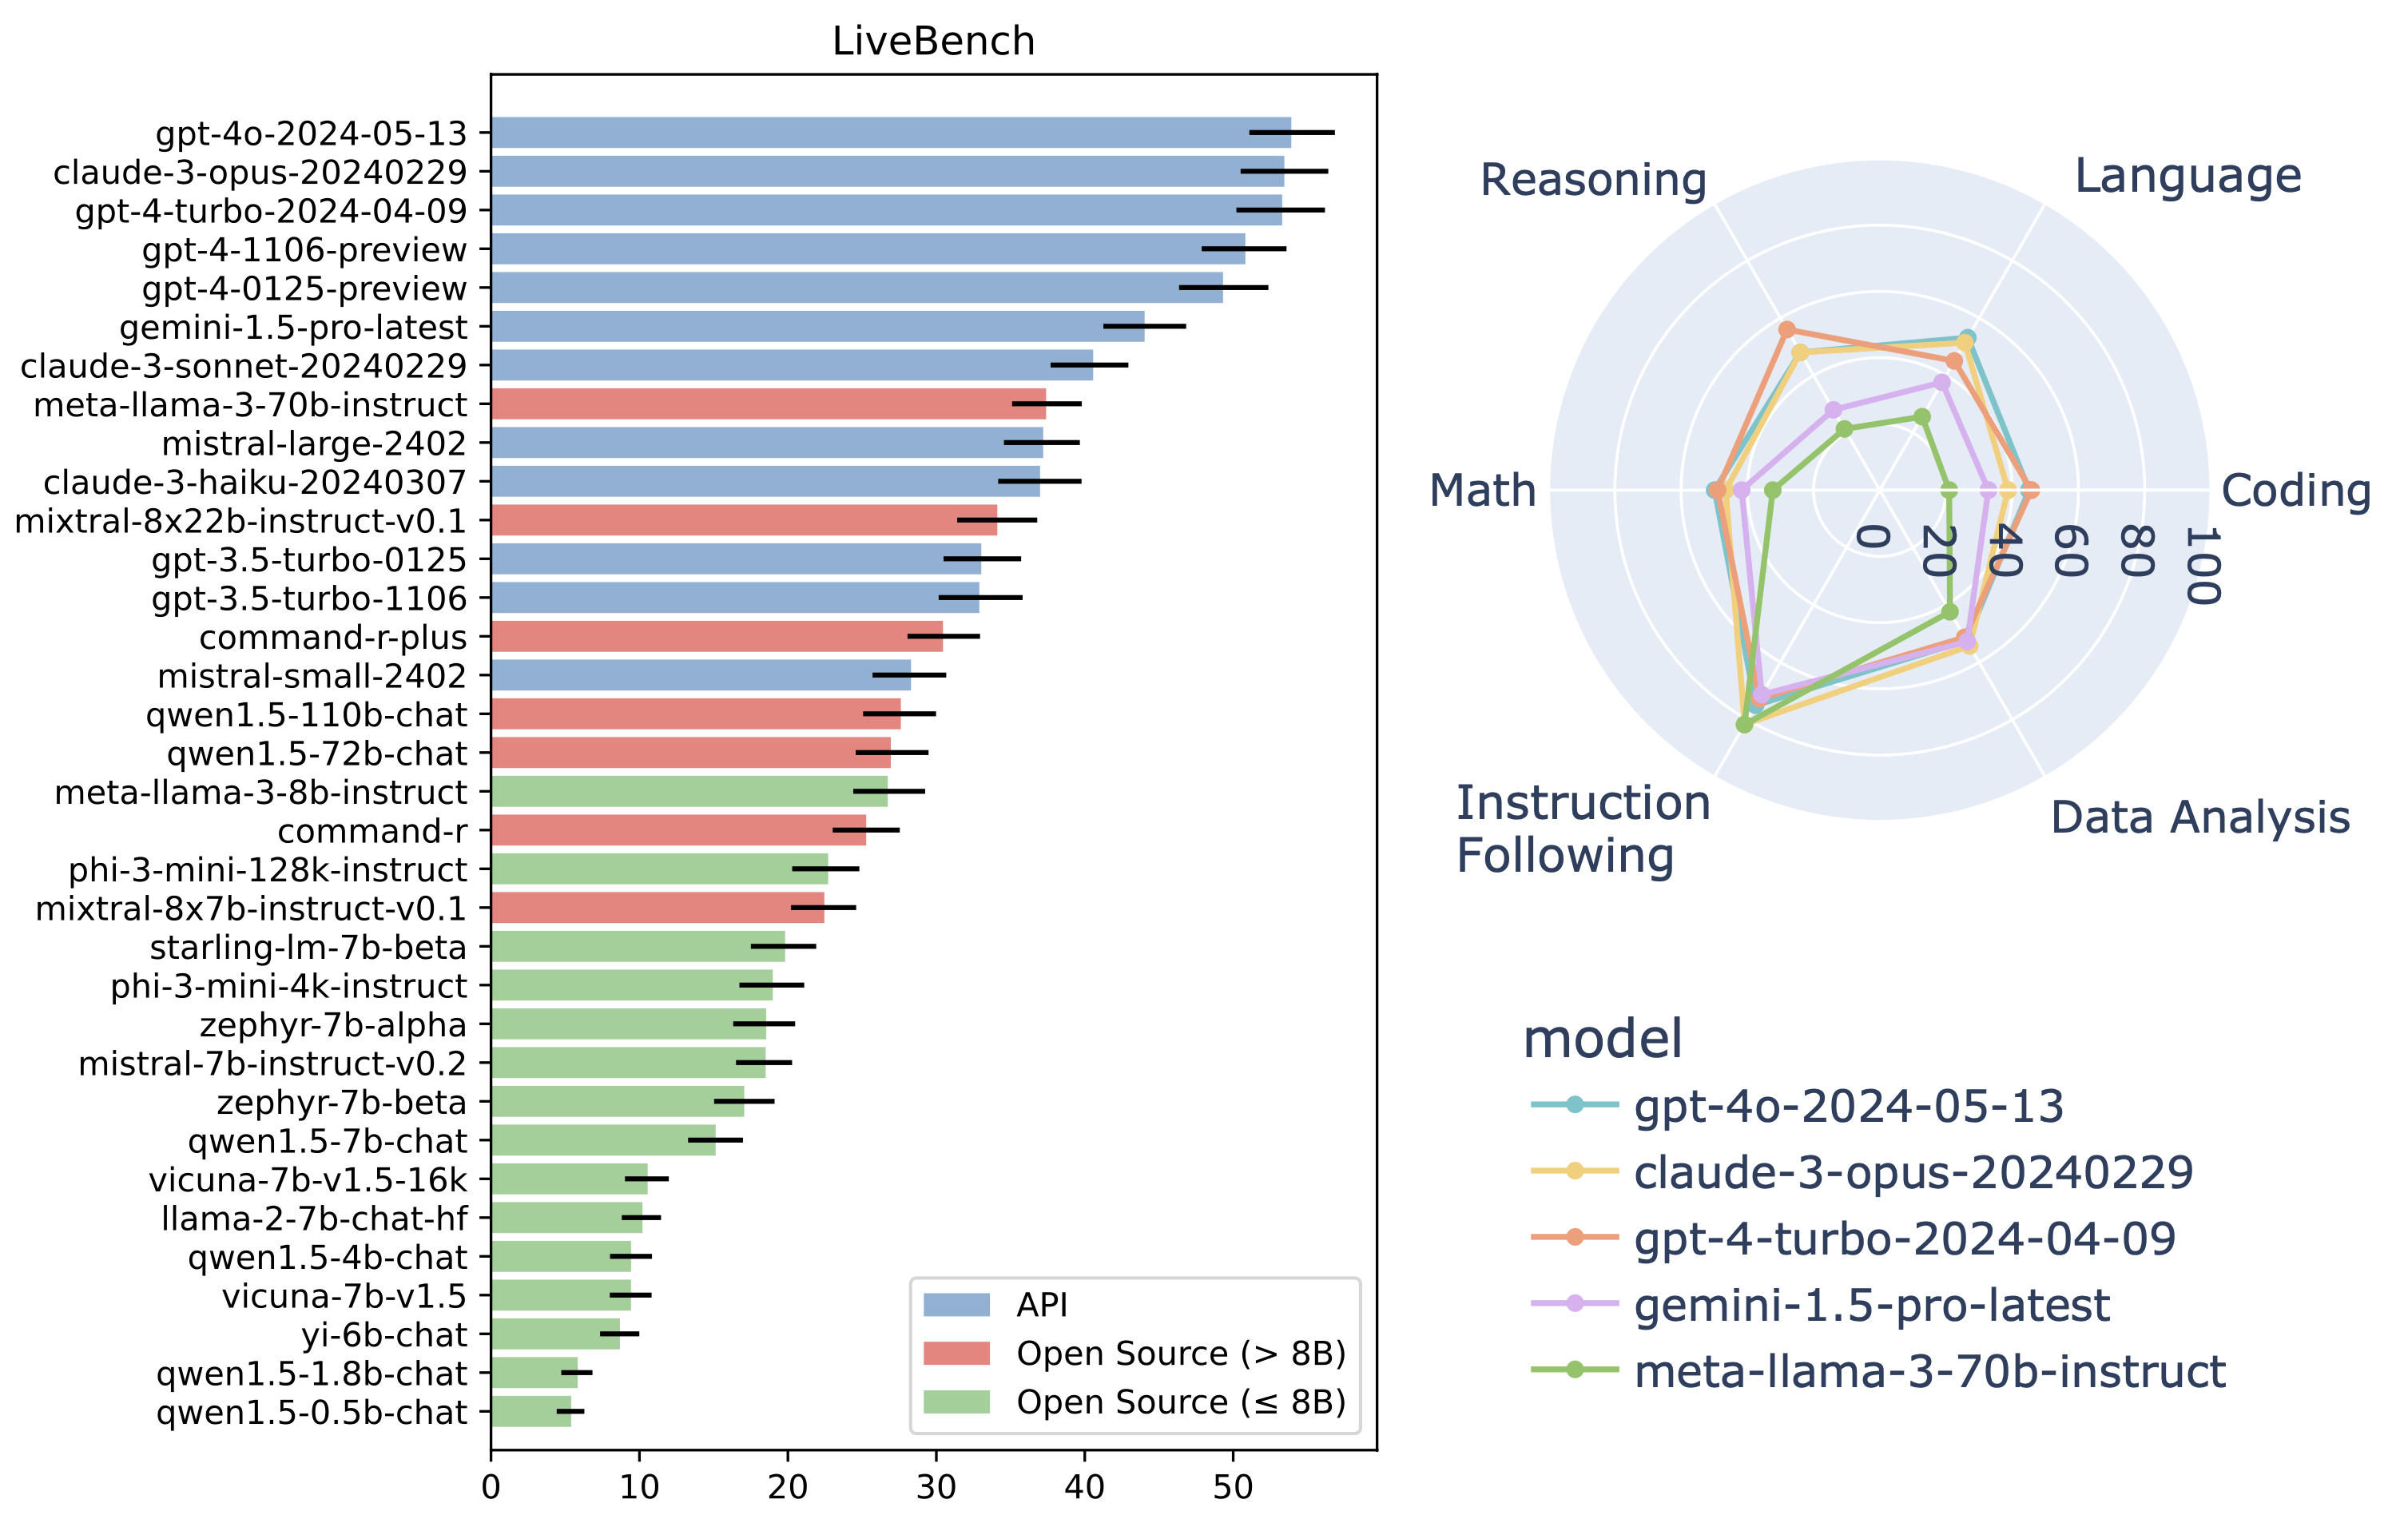 LiveBench
gpt-4o-2024-05-13
claude-3-opus-20240229
gpt-4-turbo-2024-04-09
gpt-4-1106-preview
gpt-4-0125-preview
gemini-1.5-pro-latest
claude-3-sonnet-20240229
meta-llama-3-70b-instruct
mistral-large-2402
claude-3-haiku-20240307
mixtral-8x22b-instruct-v0.1
gpt-3.5-turbo-0125
gpt-3.5-turbo-1106
command-r-plus
mistral-small-2402
qwen1.5-110b-chat
qwen1.5-72b-chat
meta-llama-3-8b-instruct
command-r
phi-3-mini-128k-instruct
mixtral-8x7b-instruct-v0.1
starling-lm-7b-beta
phi-3-mini-4k-instruct
zephyr-7b-alpha
mistral-7b-instruct-v0.2
zephyr-7b-beta
qwen1.5-7b-chat
vicuna-7b-v1.5-16k
llama-2-7b-chat-hf
qwen1.5-4b-chat
vicuna-7b-v1.5
yi-6b-chat
qwen1.5-1.8b-chat
qwen1.5-0.5b-chat
0 10 20 30 40 50
API
Open Source (> 8B)
Open Source (≤ 8B)
Reasoning
Language
Math
Coding
0 20 40 60 80 100
Instruction
Following
Data Analysis
model
gpt-4o-2024-05-13
claude-3-opus-20240229
gpt-4-turbo-2024-04-09
gemini-1.5-pro-latest
meta-llama-3-70b-instruct